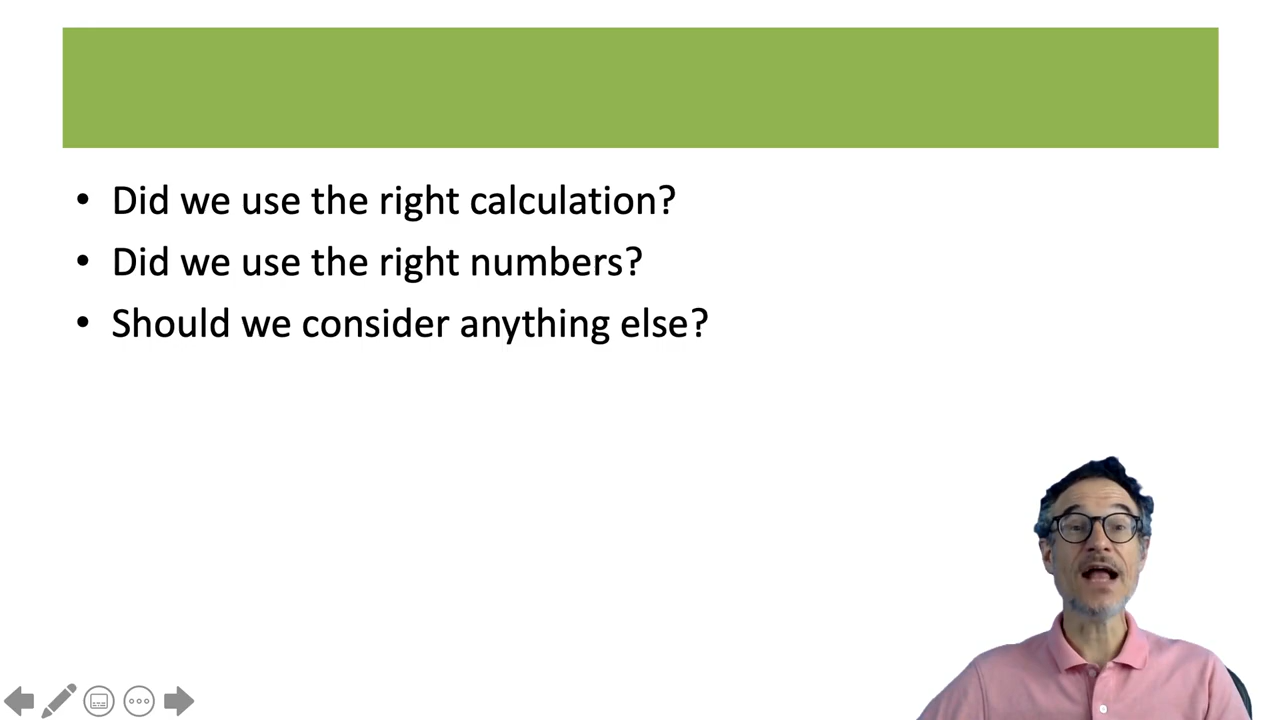 • Did we use the right calculation?
• Did we use the right numbers?
• Should we consider anything else?